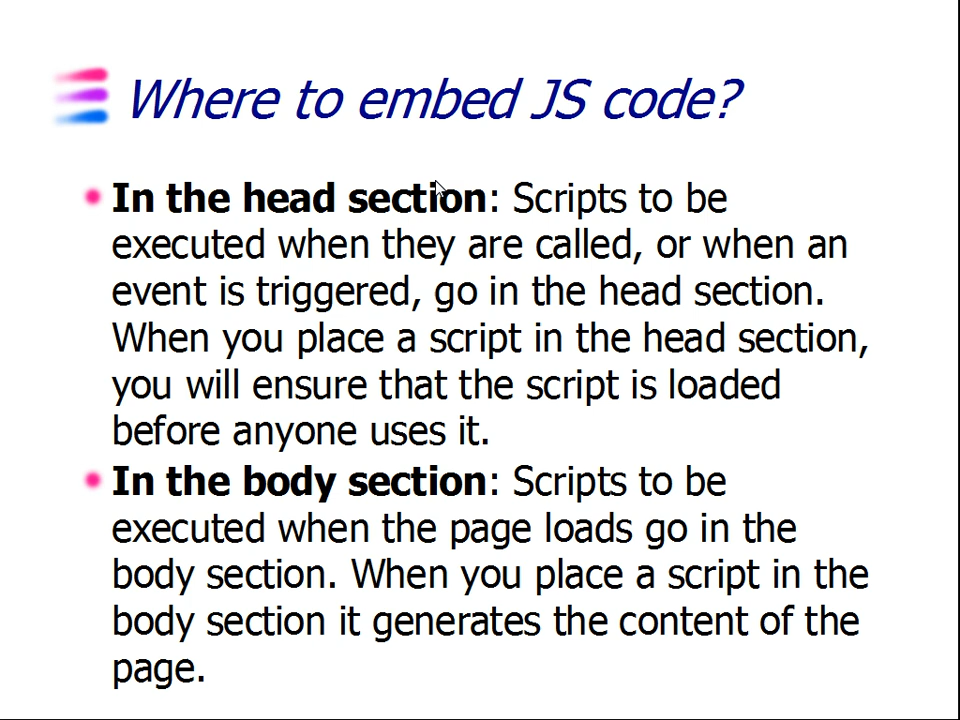 Where to embed JS code?
In the head section: Scripts to be
executed when they are called, or when an
event is triggered, go in the head section.
When you place a script in the head section,
you will ensure that the script is loaded
before anyone uses it.
In the body section: Scripts to be
executed when the page loads go in the
body section. When you place a script in the
body section it generates the content of the
page.